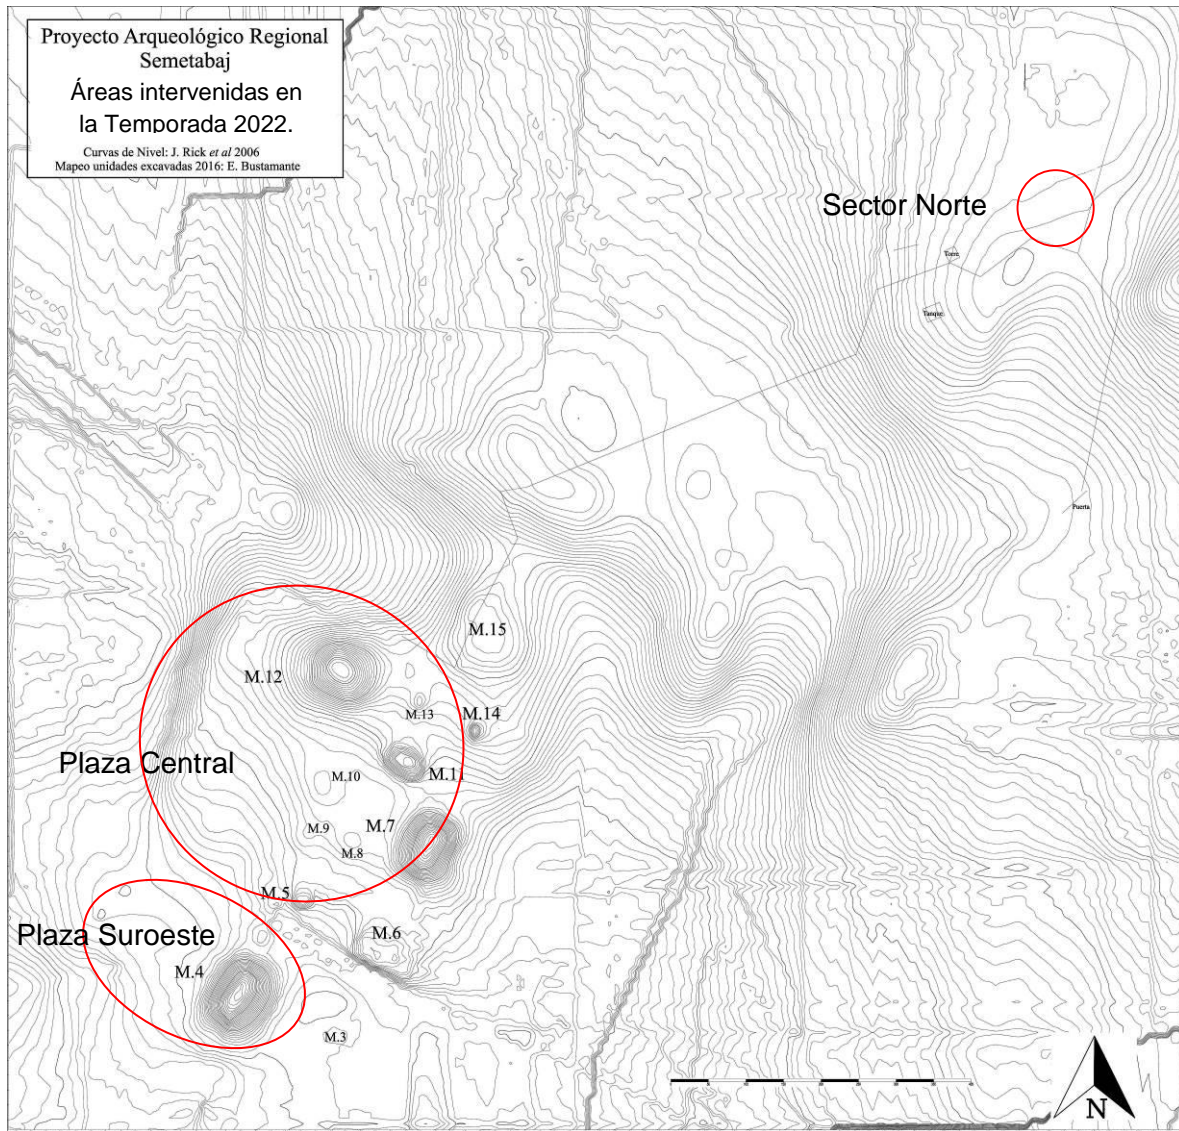 Proyecto Arqueológico Regional
Semetabaj
Áreas intervenidas en
la Temporada 2022.
Curvas de Nivel: J. Rick et al 2006
Mapeo unidades excavadas 2016: E. Bustamante
Sector Norte
Torre
Tanque
Puerta
M.15
M.12
M.13
M.14
Plaza Central
M.10
M.11
M.9
M.7
M.8
M.5
Plaza Suroeste
M.6
M.4
M.3
N